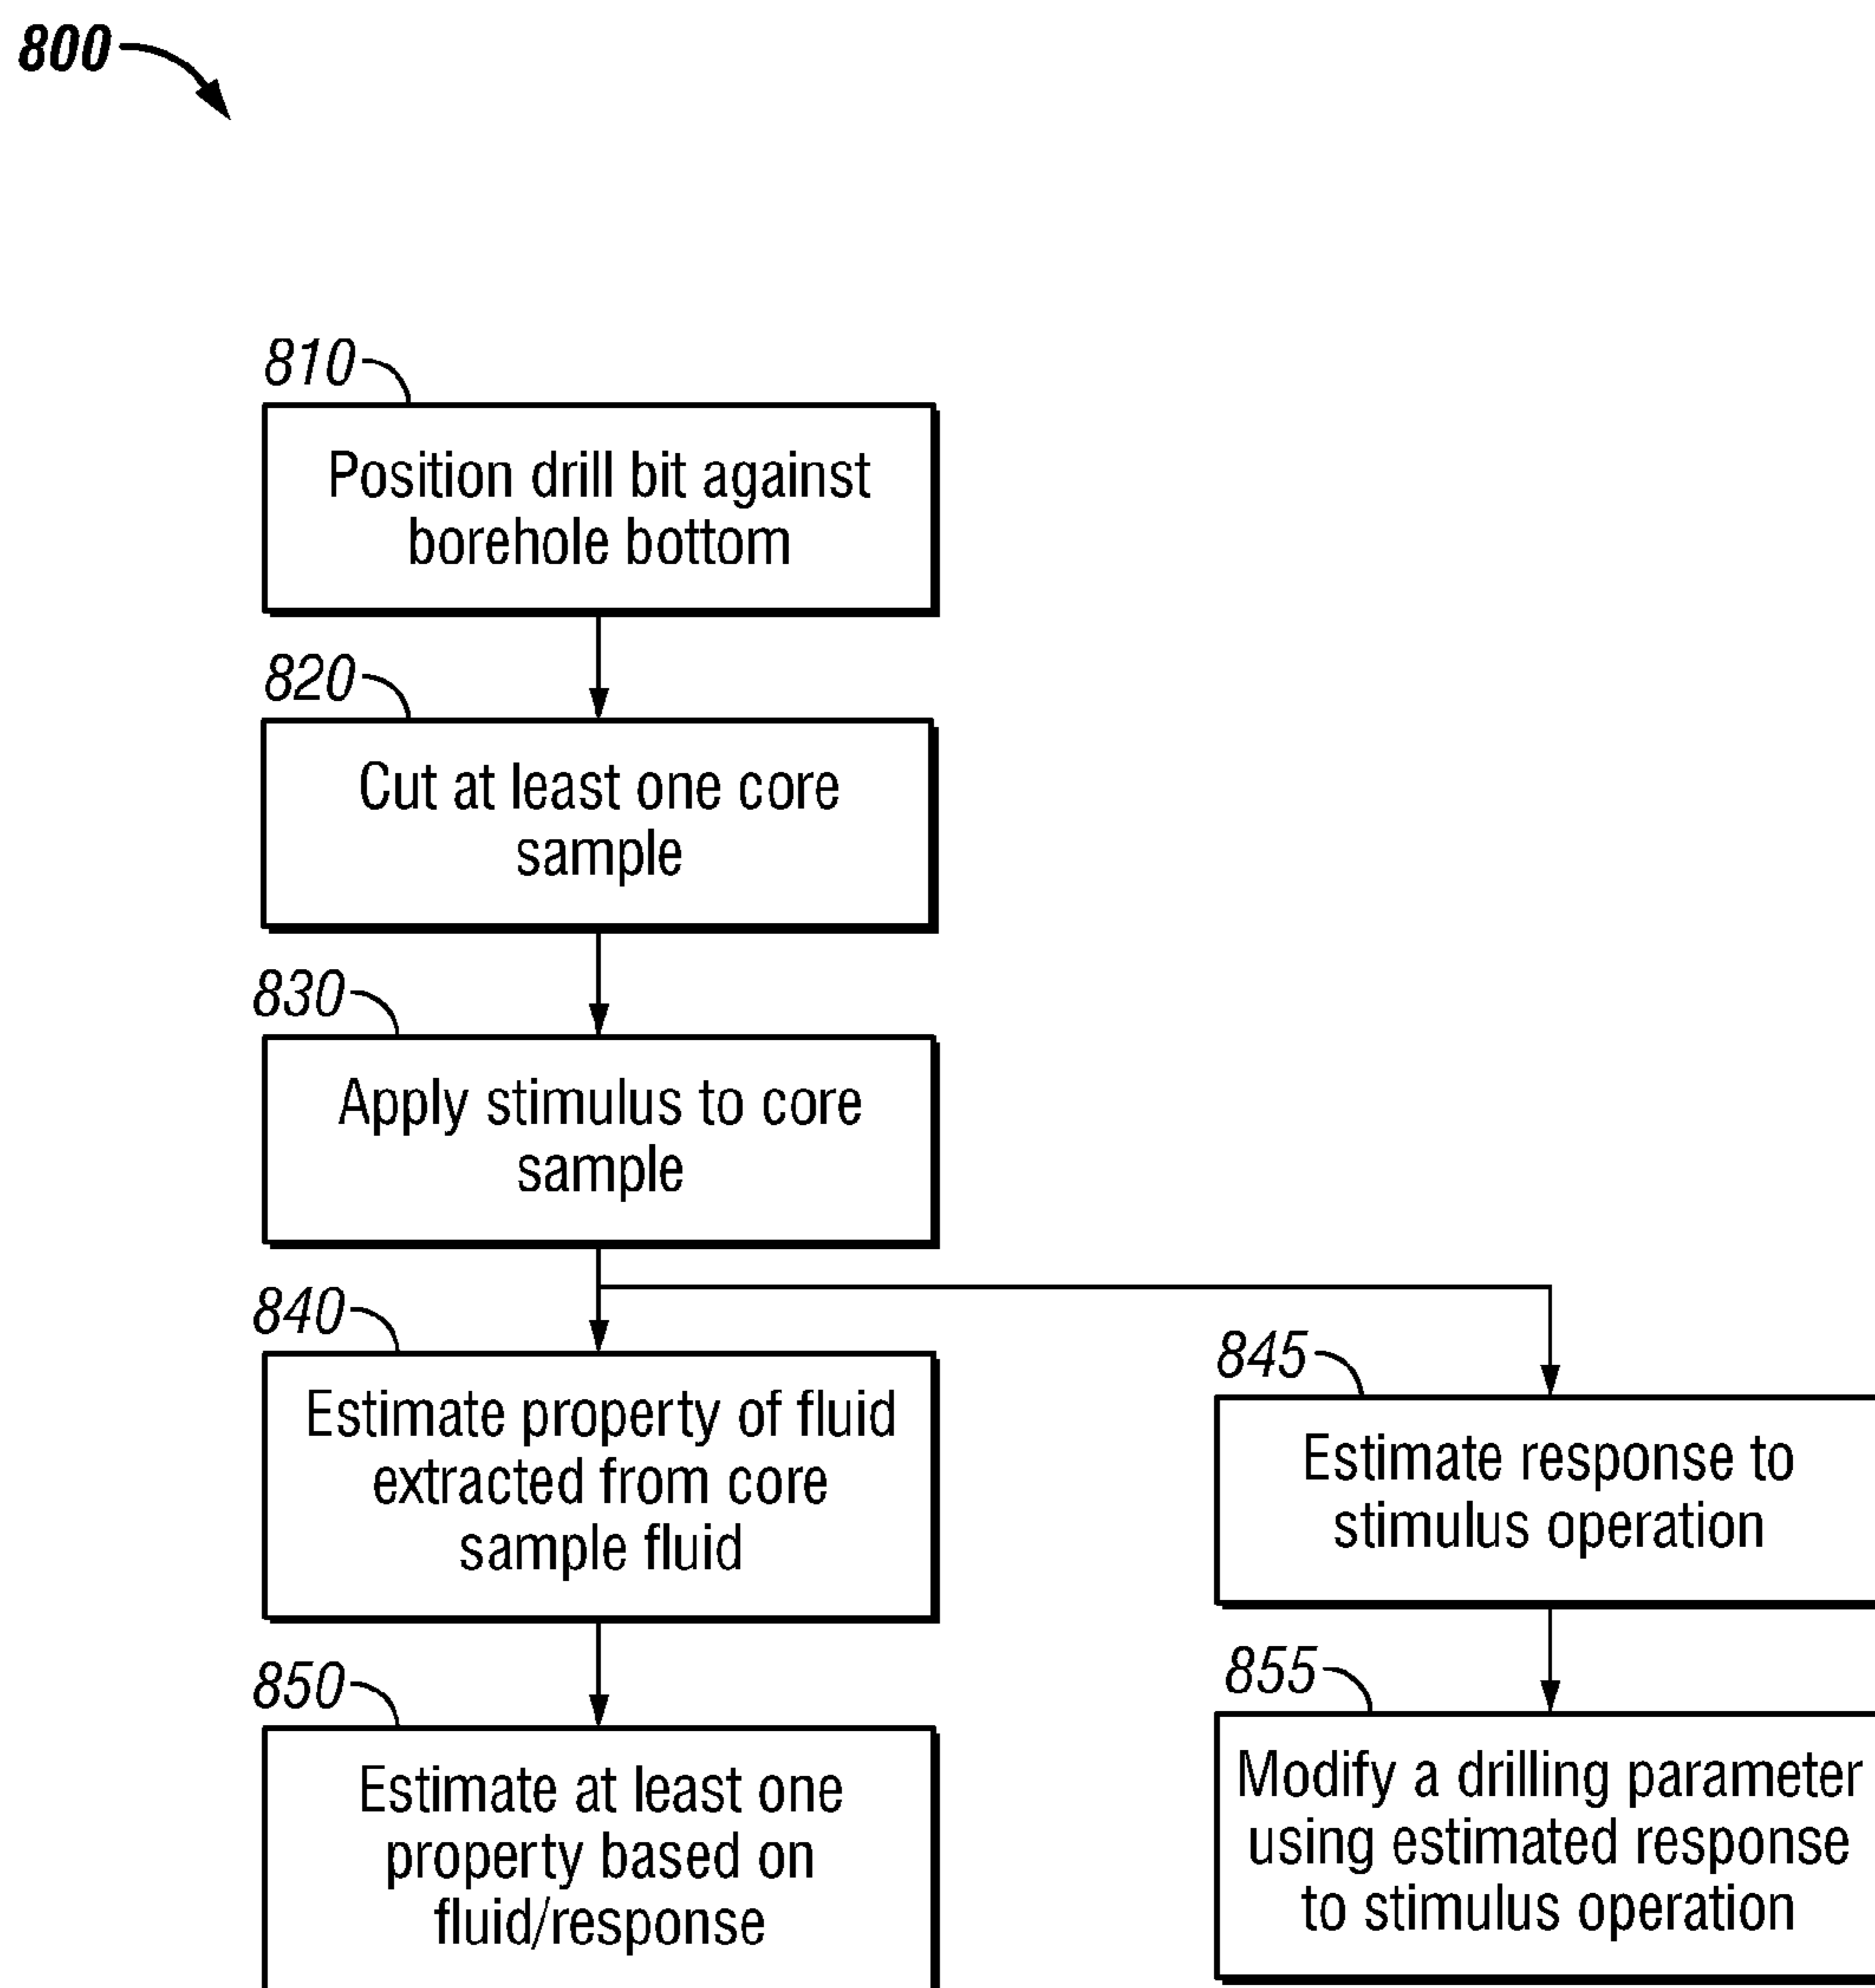 800
810
Position drill bit against
borehole bottom
820
Cut at least one core
sample
830
Apply stimulus to core
sample
840
Estimate property of fluid
extracted from core
sample fluid
845
Estimate response to
stimulus operation
850
Estimate at least one
property based on
fluid/response
855
Modify a drilling parameter
using estimated response
to stimulus operation